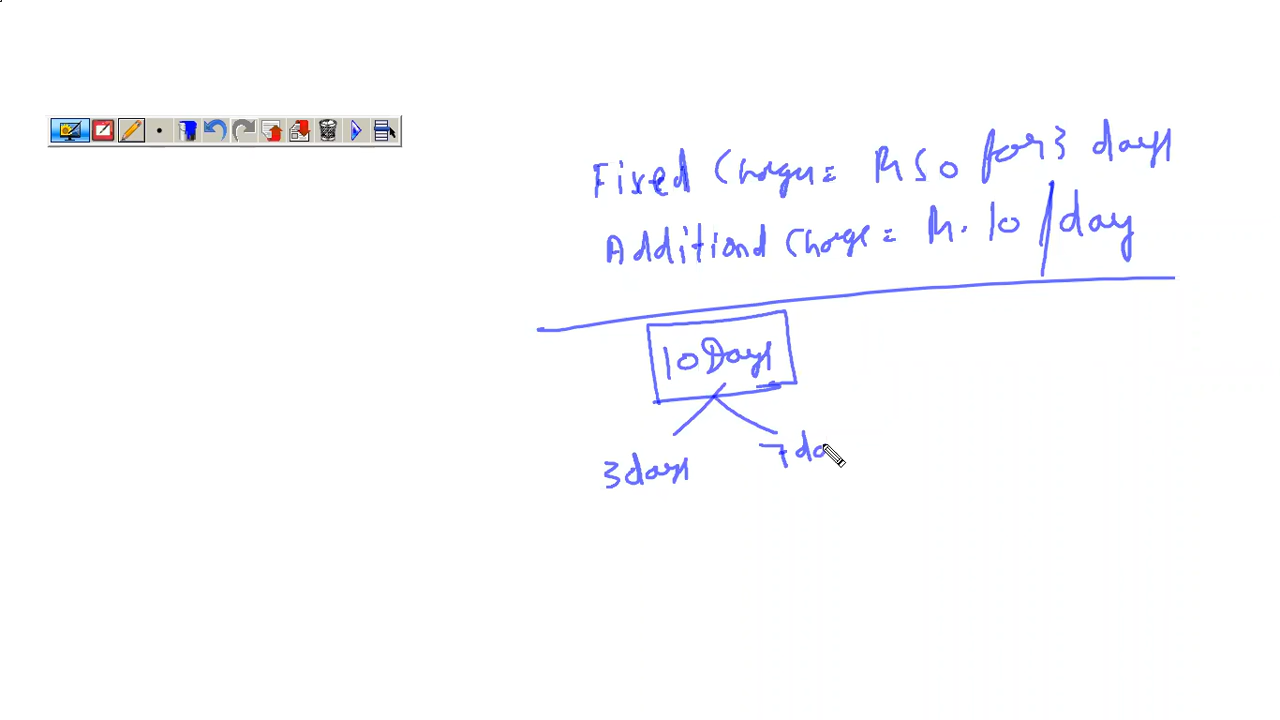 Fixed Charge = Rs 50 for 3 days
Additional Charge = Rs. 10 / day
10 Days
3 days 7 da